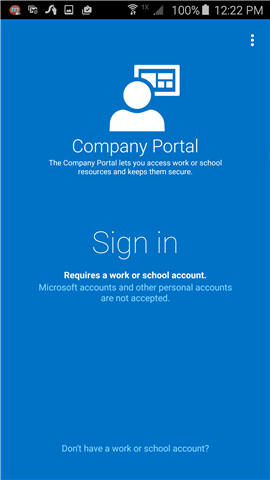 1X 100% 12:22 PM
Company Portal
The Company Portal lets you access work or school
resources and keeps them secure.
Sign in
Requires a work or school account.
Microsoft accounts and other personal accounts
are not accepted.
Don't have a work or school account?